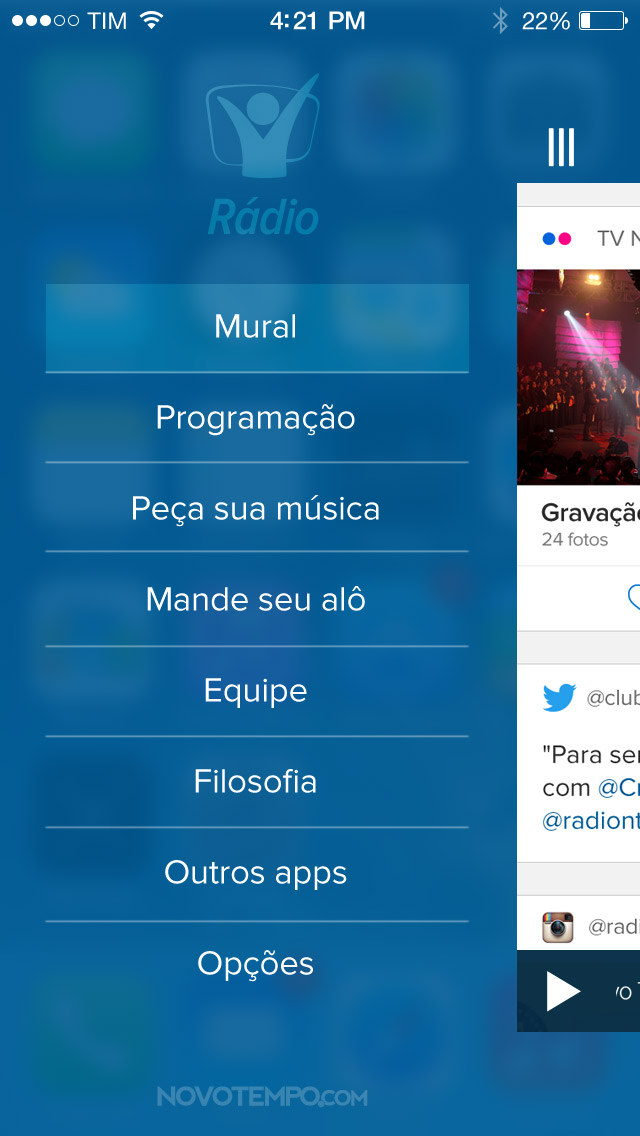 TIM 4:21 PM 22%
Rádio
TV N
Mural
Programação
Peça sua música
Gravaçã
24 fotos
Mande seu alô
Equipe
@club
Filosofia
"Para ser
com @Cr
@radiont
Outros apps
@radi
Opções
vo T
NOVOTEMPO.COM